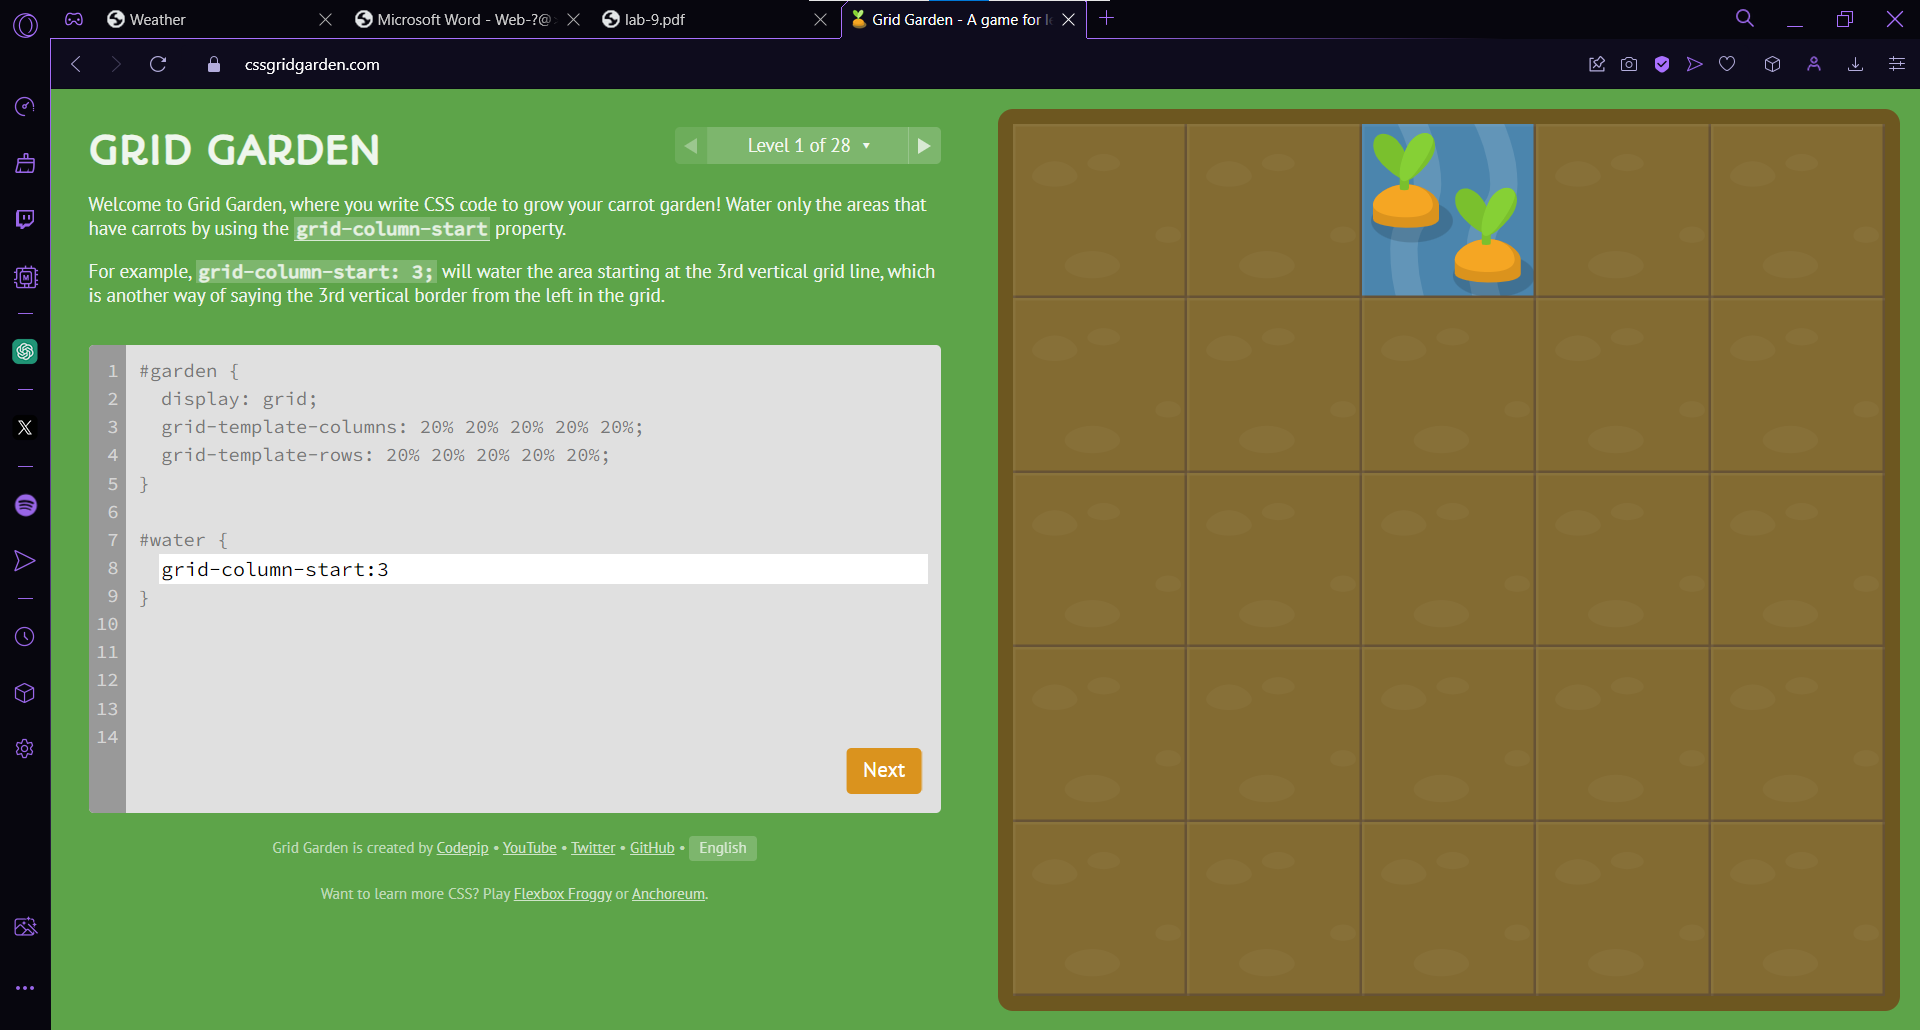 Weather
Microsoft Word - Web-?@
lab-9.pdf
Grid Garden - A game for l
cssgridgarden.com
GRID GARDEN
Level 1 of 28
Welcome to Grid Garden, where you write CSS code to grow your carrot garden! Water only the areas that
have carrots by using the grid-column-start property.
For example, grid-column-start: 3; will water the area starting at the 3rd vertical grid line, which
is another way of saying the 3rd vertical border from the left in the grid.
1 #garden {
2 display: grid;
3 grid-template-columns: 20% 20% 20% 20% 20%;
4 grid-template-rows: 20% 20% 20% 20% 20%;
5 }
6
7 #water {
8 grid-column-start:3
9 }
10
11
12
13
14
Next
Grid Garden is created by Codepip • YouTube • Twitter • GitHub • English
Want to learn more CSS? Play Flexbox Froggy or Anchoreum.